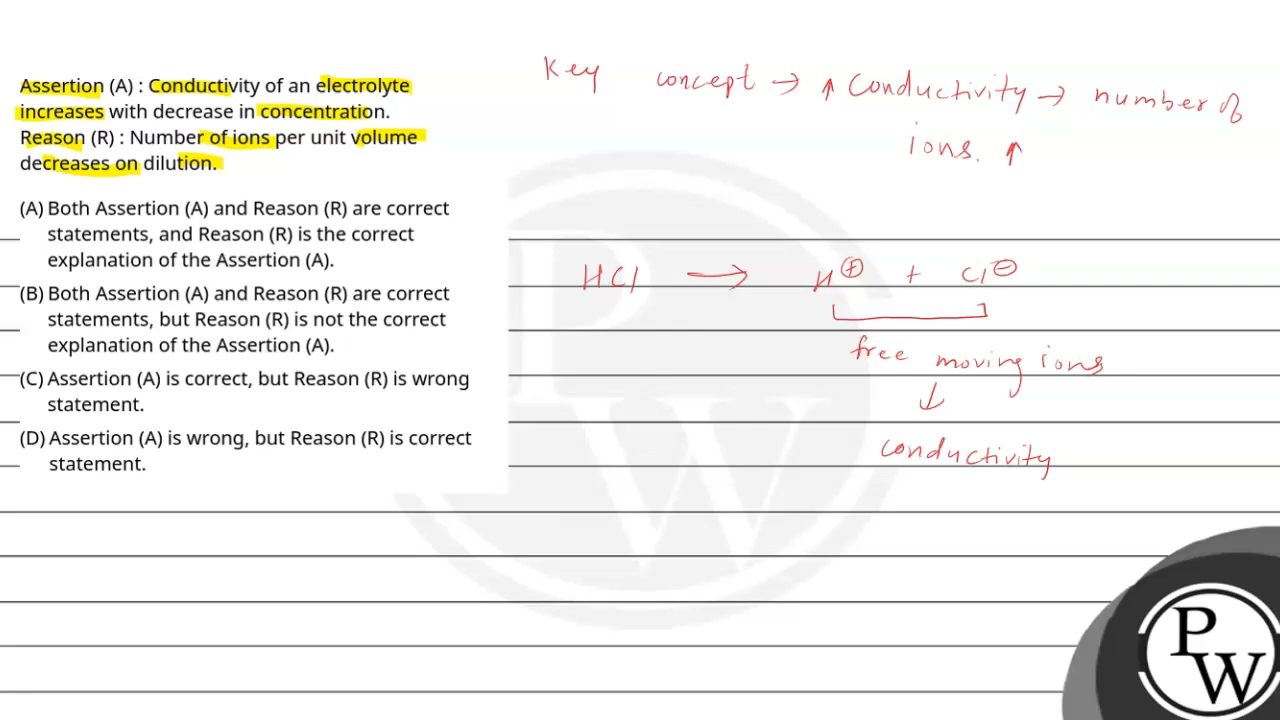 Assertion (A) : Conductivity of an electrolyte
increases with decrease in concentration.
Reason (R) : Number of ions per unit volume
decreases on dilution.
(A) Both Assertion (A) and Reason (R) are correct
statements, and Reason (R) is the correct
explanation of the Assertion (A).
(B) Both Assertion (A) and Reason (R) are correct
statements, but Reason (R) is not the correct
explanation of the Assertion (A).
(C) Assertion (A) is correct, but Reason (R) is wrong
statement.
(D) Assertion (A) is wrong, but Reason (R) is correct
statement.
Key concept → ↑ Conductivity → number of
ions. ↑
HCl → H⊕ + Cl⊖
free moving ions
↓
conductivity
P
W
P
W